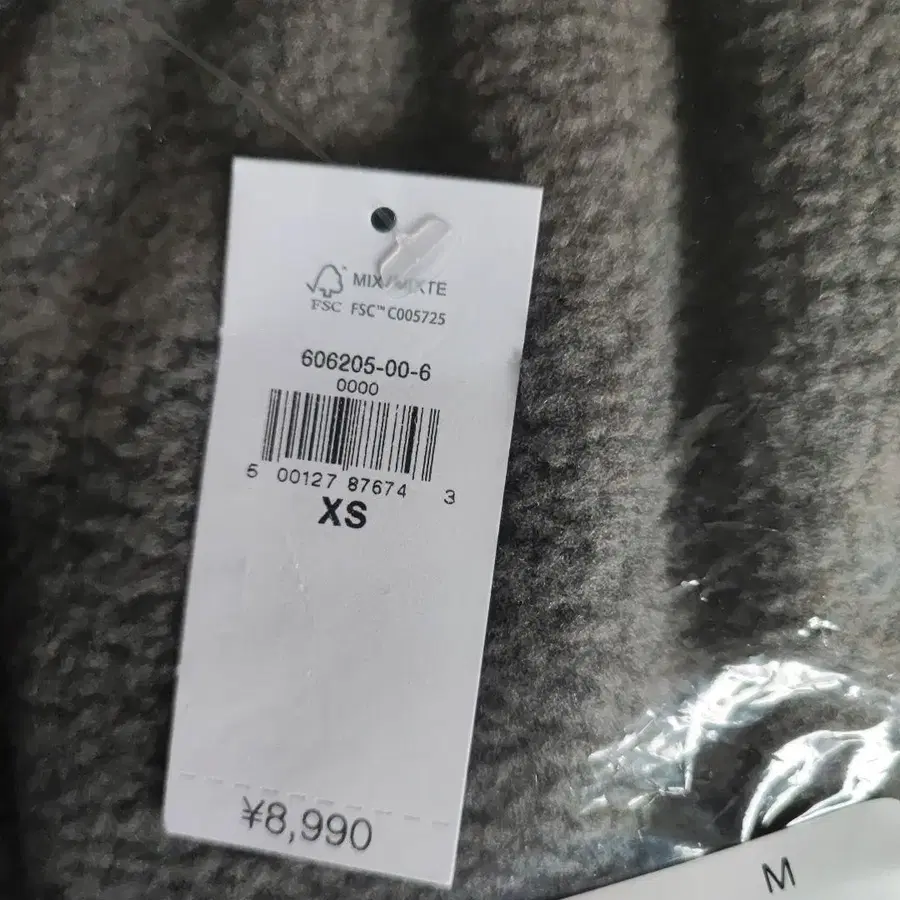 MIX/MIXTE
FSC FSC™ C005725
606205-00-6
0000
5 00127 87674 3
XS
¥8,990
M